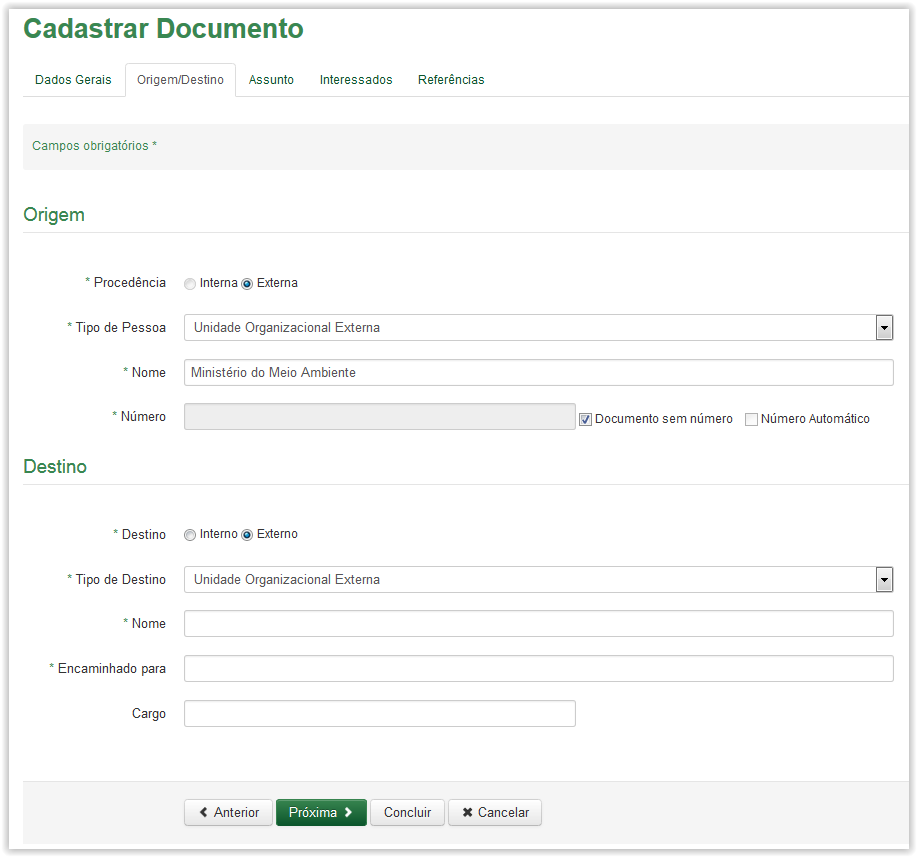 Cadastrar Documento
Dados Gerais Origem/Destino Assunto Interessados Referências
Campos obrigatórios *
Origem
* Procedência Interna Externa
* Tipo de Pessoa Unidade Organizacional Externa
* Nome Ministério do Meio Ambiente
* Número Documento sem número Número Automático
Destino
* Destino Interno Externo
* Tipo de Destino Unidade Organizacional Externa
* Nome
* Encaminhado para
Cargo
Anterior Próxima Concluir Cancelar